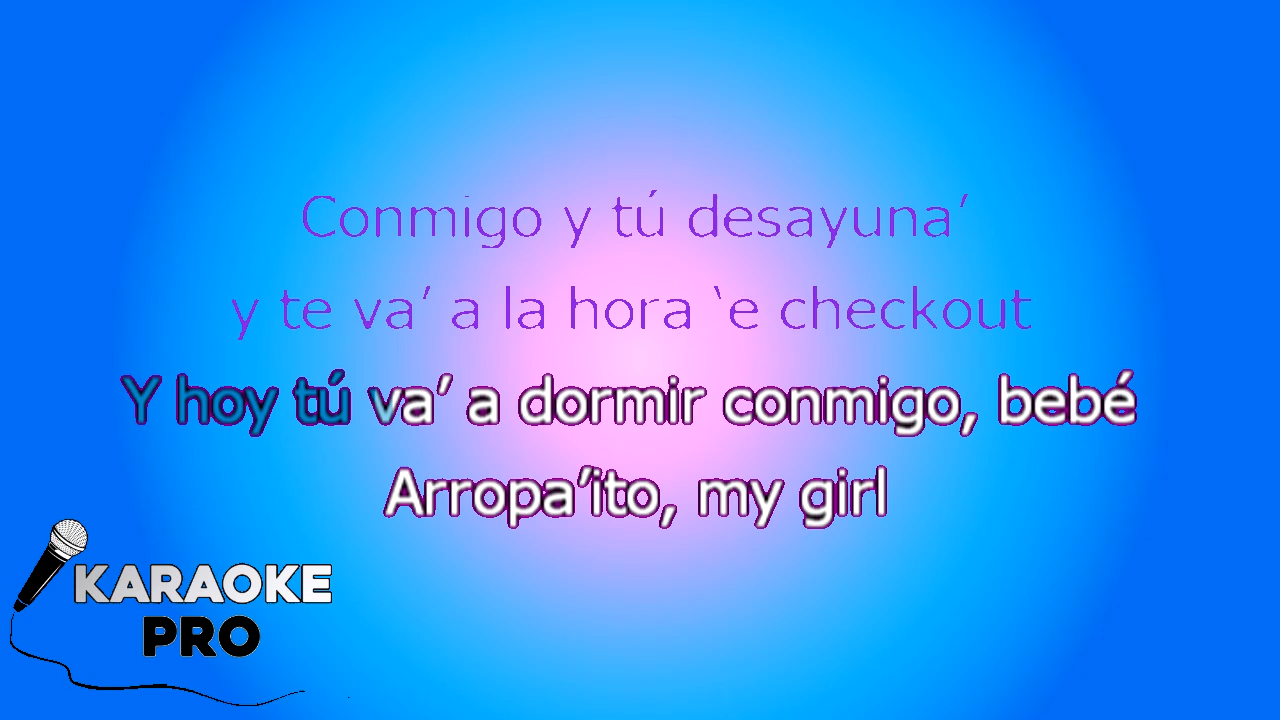 Conmigo y tú desayuna’
y te va’ a la hora ‘e checkout
Y hoy tú va’ a dormir conmigo, bebé
Arropa’ito, my girl
KARAOKE
PRO